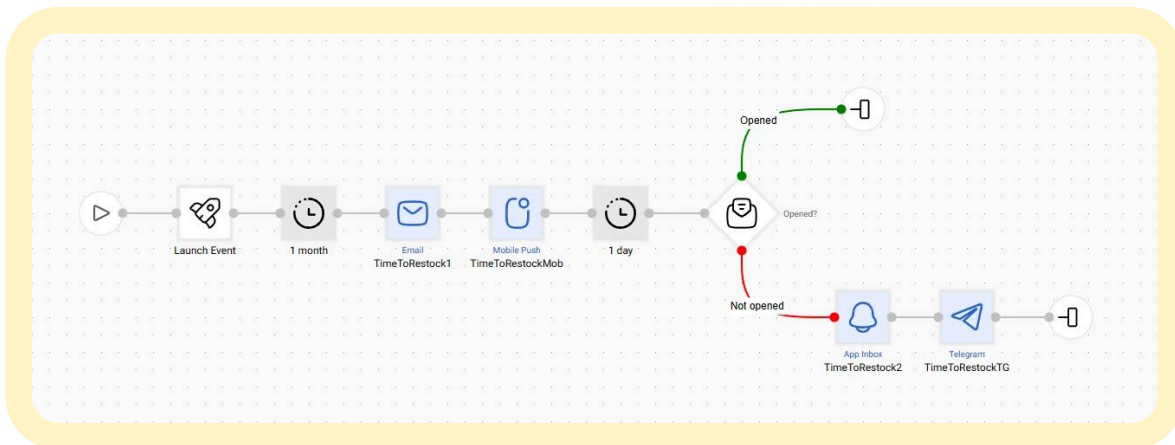 Opened
Opened?
Launch Event
1 month
Email
TimeToRestock1
Mobile Push
TimeToRestockMob
1 day
Not opened
App Inbox
TimeToRestock2
Telegram
TimeToRestockTG